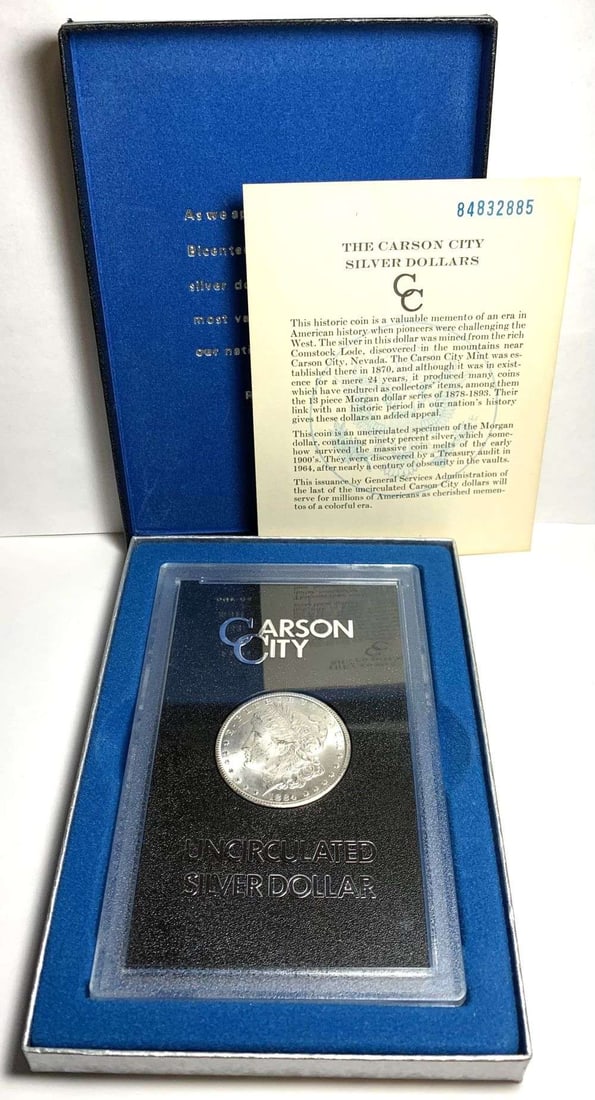 As we ap
Bicente
silver do
most va
our nat
84832885
THE CARSON CITY
SILVER DOLLARS
CC
This historic coin is a valuable memento of an era in
American history when pioneers were challenging the
West. The silver in this dollar was mined from the rich
Comstock Lode, discovered in the mountains near
Carson City, Nevada. The Carson City Mint was es-
tablished there in 1870, and although it was in exist-
ence for a mere 24 years, it produced many coins
which have endured as collectors' items, among them
the 13 piece Morgan dollar series of 1878-1893. Their
link with an historic period in our nation's history
gives these dollars an added appeal.
This coin is an uncirculated specimen of the Morgan
dollar, containing ninety percent silver, which some-
how survived the massive coin melts of the early
1900's. They were discovered by a Treasury audit in
1964, after nearly a century of obscurity in the vaults.
This issuance by General Services Administration of
the last of the uncirculated Carson City dollars will
serve for millions of Americans as cherished memen-
tos of a colorful era.
CARSON
CITY
UNCIRCULATED
SILVER DOLLAR